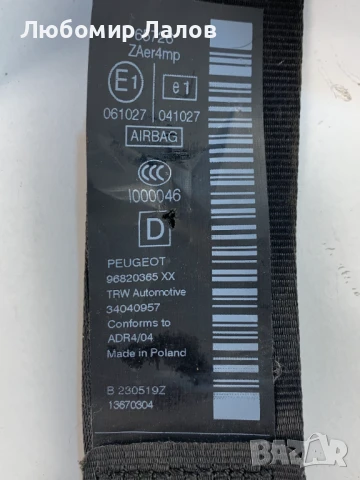 Любомир Лалов
ZAer4mp
E1
e1
061027
041027
AIRBAG
CCC
I000046
D
PEUGEOT
96820365 XX
TRW Automotive
34040957
Conforms to
ADR4/04
Made in Poland
B 230519Z
13670304
BAZAR